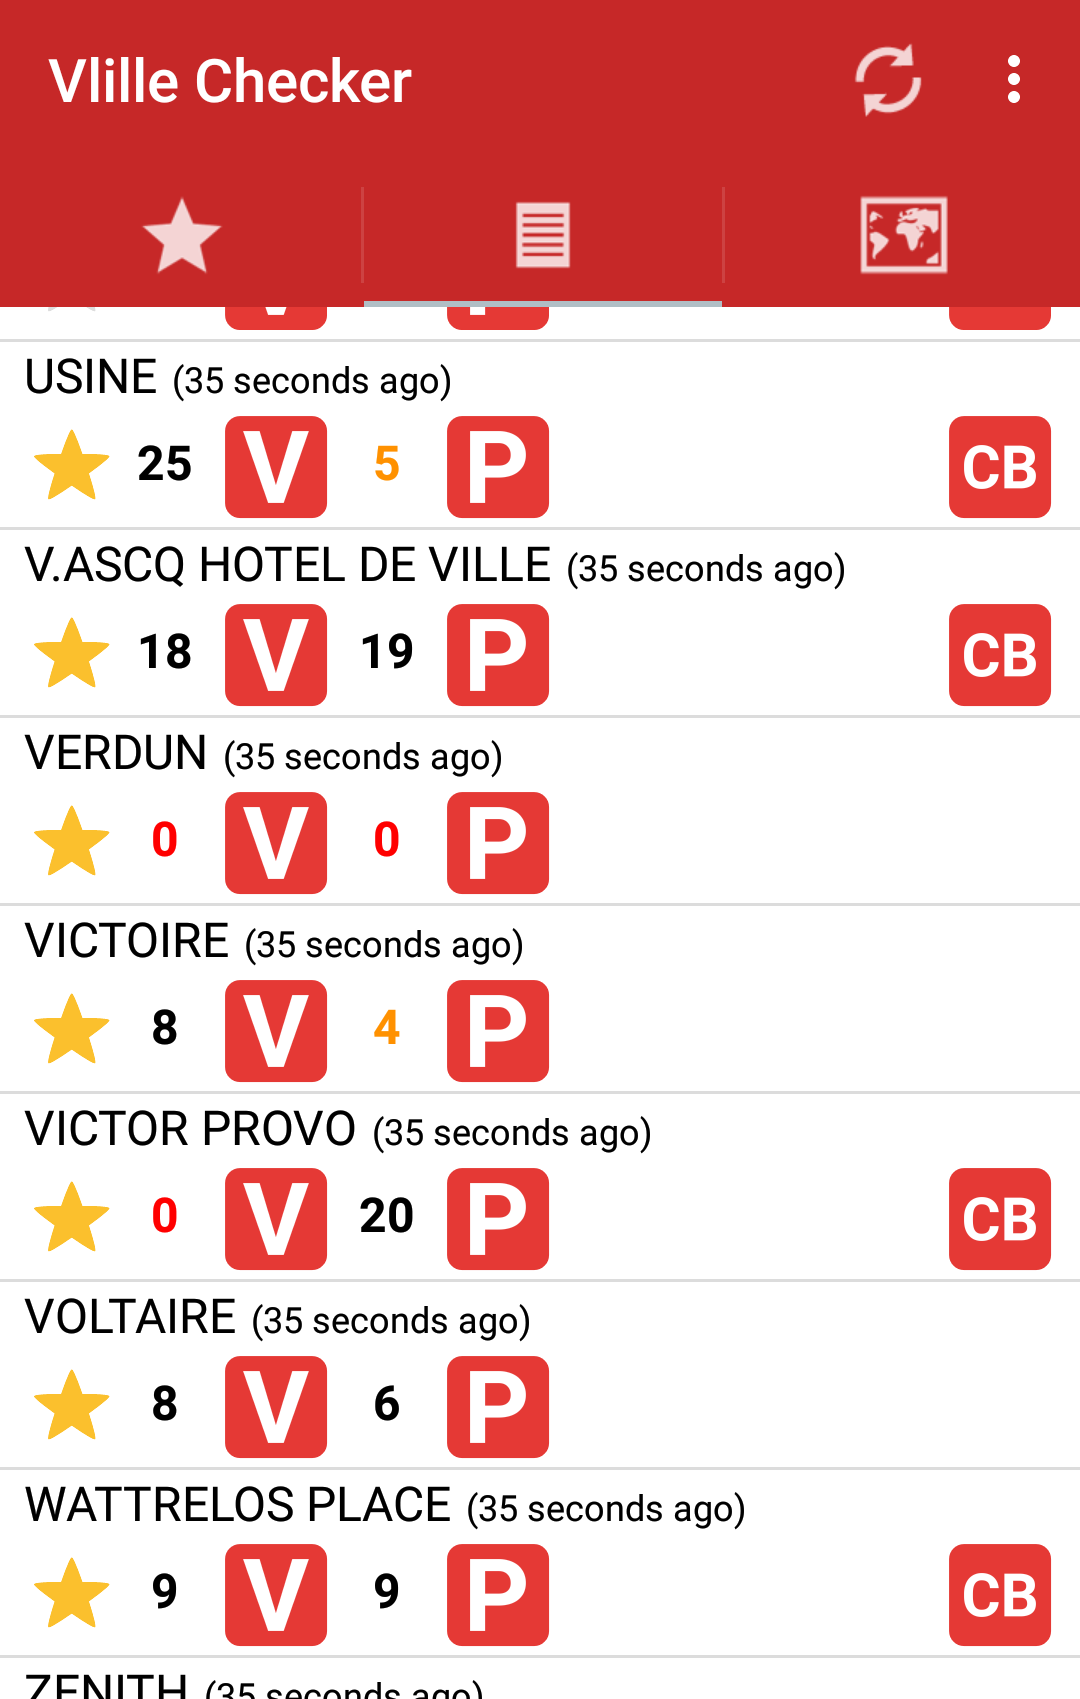 Vlille Checker
USINE (35 seconds ago)
25 V 5 P CB
V.ASCQ HOTEL DE VILLE (35 seconds ago)
18 V 19 P CB
VERDUN (35 seconds ago)
0 V 0 P
VICTOIRE (35 seconds ago)
8 V 4 P
VICTOR PROVO (35 seconds ago)
0 V 20 P CB
VOLTAIRE (35 seconds ago)
8 V 6 P
WATTRELOS PLACE (35 seconds ago)
9 V 9 P CB
ZENITH (35 seconds ago)